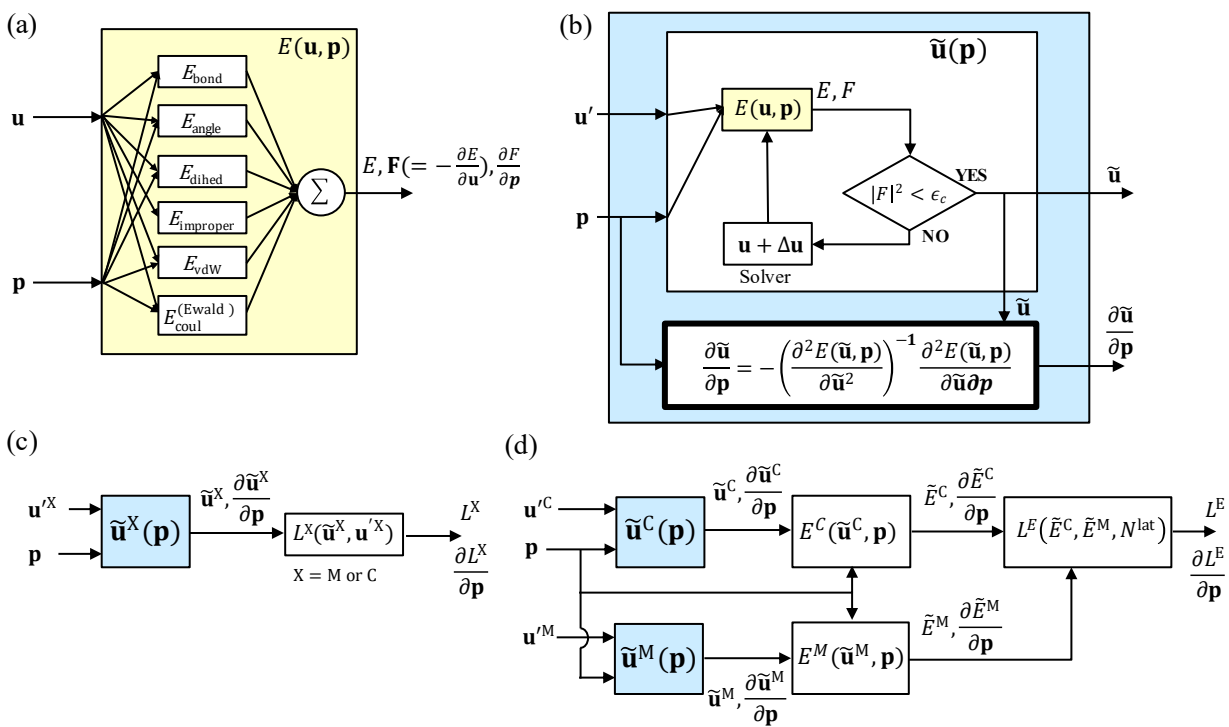 (a)
E(u, p)
u
p
E_bond
E_angle
E_dihed
E_improper
E_vdW
E_coul^(Ewald )
∑
E, F(= − ∂E/∂u), ∂F/∂p
(b)
ũ(p)
u′
p
E(u, p)
E, F
|F|² < ϵ_c
YES
NO
u + Δu
Solver
ũ
ũ
∂ũ/∂p = −(∂²E(ũ, p)/∂ũ²)⁻¹ ∂²E(ũ, p)/∂ũ∂p
∂ũ/∂p
(c)
u′^X
p
ũ^X(p)
ũ^X, ∂ũ^X/∂p
L^X(ũ^X, u′^X)
X = M or C
L^X
∂L^X/∂p
(d)
u′^C
p
ũ^C(p)
ũ^C, ∂ũ^C/∂p
E^C(ũ^C, p)
Ẽ^C, ∂Ẽ^C/∂p
L^E(Ẽ^C, Ẽ^M, N^lat)
L^E
∂L^E/∂p
u′^M
ũ^M(p)
ũ^M, ∂ũ^M/∂p
E^M(ũ^M, p)
Ẽ^M, ∂Ẽ^M/∂p